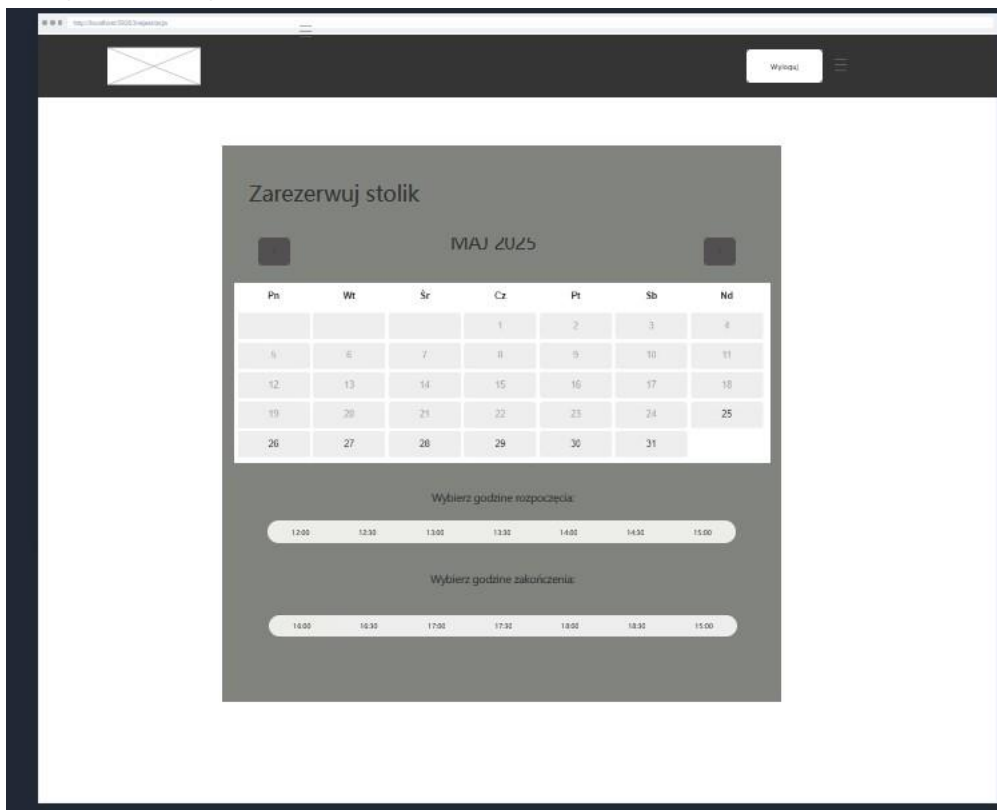 Wyloguj
Zarezerwuj stolik
MAJ 2025
Pn Wt Śr Cz Pt Sb Nd
1 2 3 4
5 6 7 8 9 10 11
12 13 14 15 16 17 18
19 20 21 22 23 24 25
26 27 28 29 30 31
Wybierz godzine rozpoczęcia:
12:00 12:30 13:00 13:30 14:00 14:30 15:00
Wybierz godzine zakończenia:
16:00 16:30 17:00 17:30 18:00 18:30 15:00